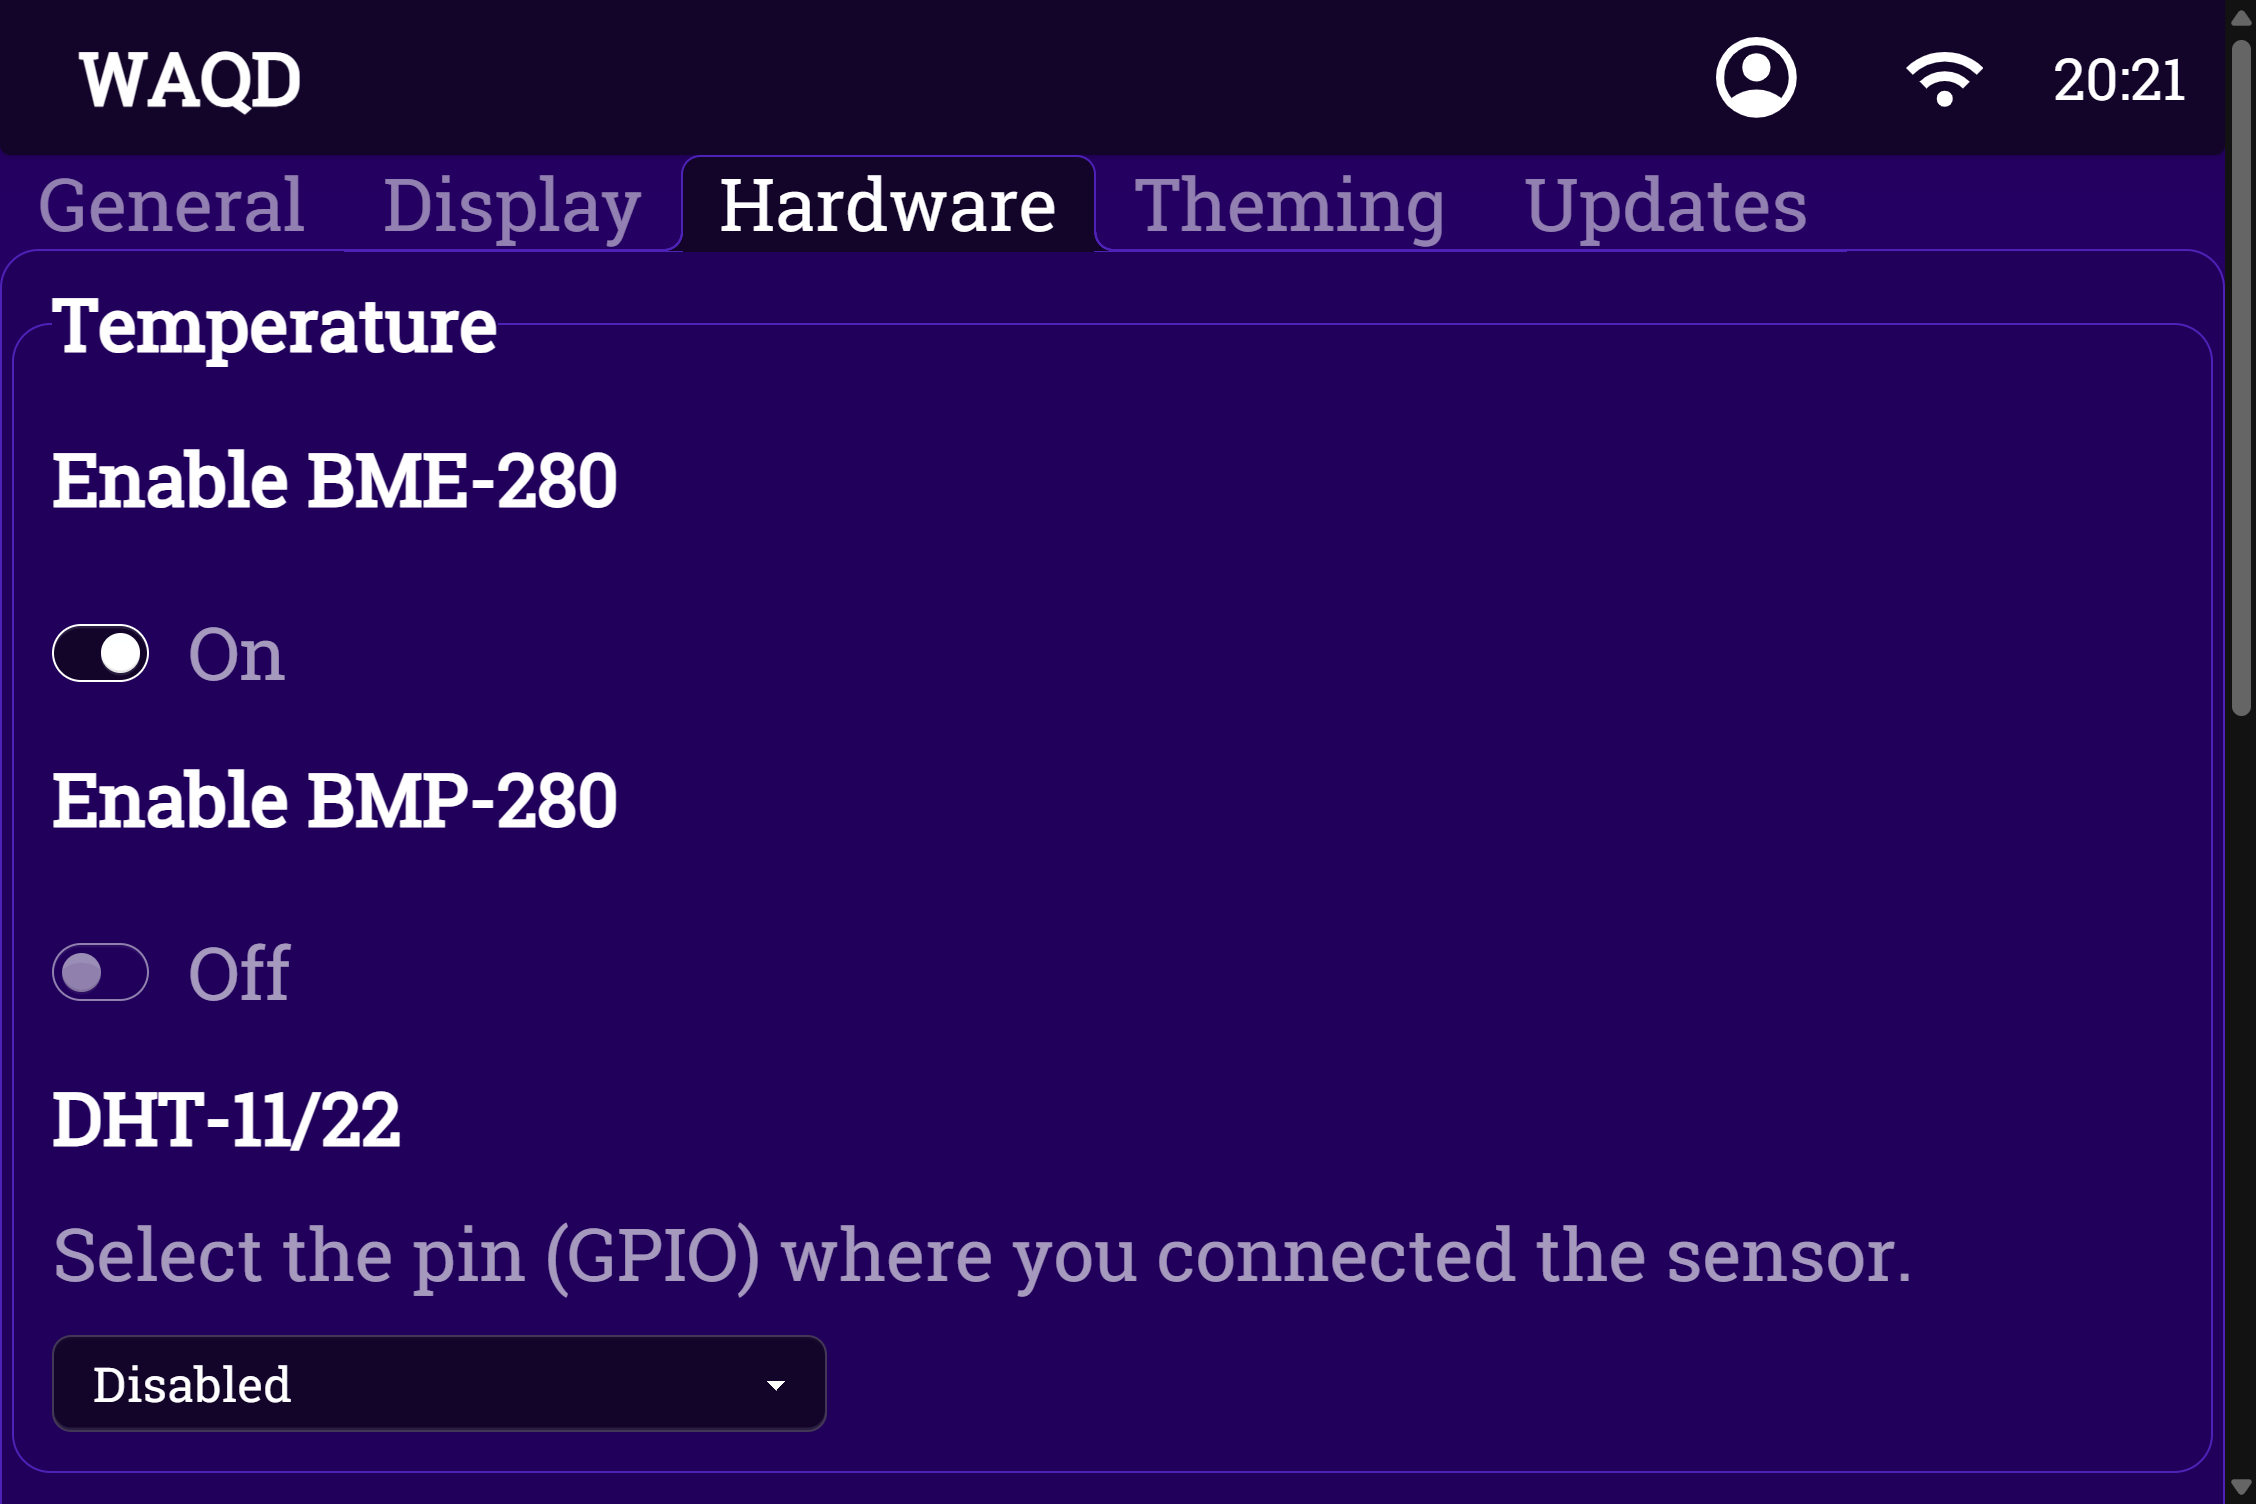 WAQD 20:21
General Display Hardware Theming Updates
Temperature
Enable BME-280
On
Enable BMP-280
Off
DHT-11/22
Select the pin (GPIO) where you connected the sensor.
Disabled